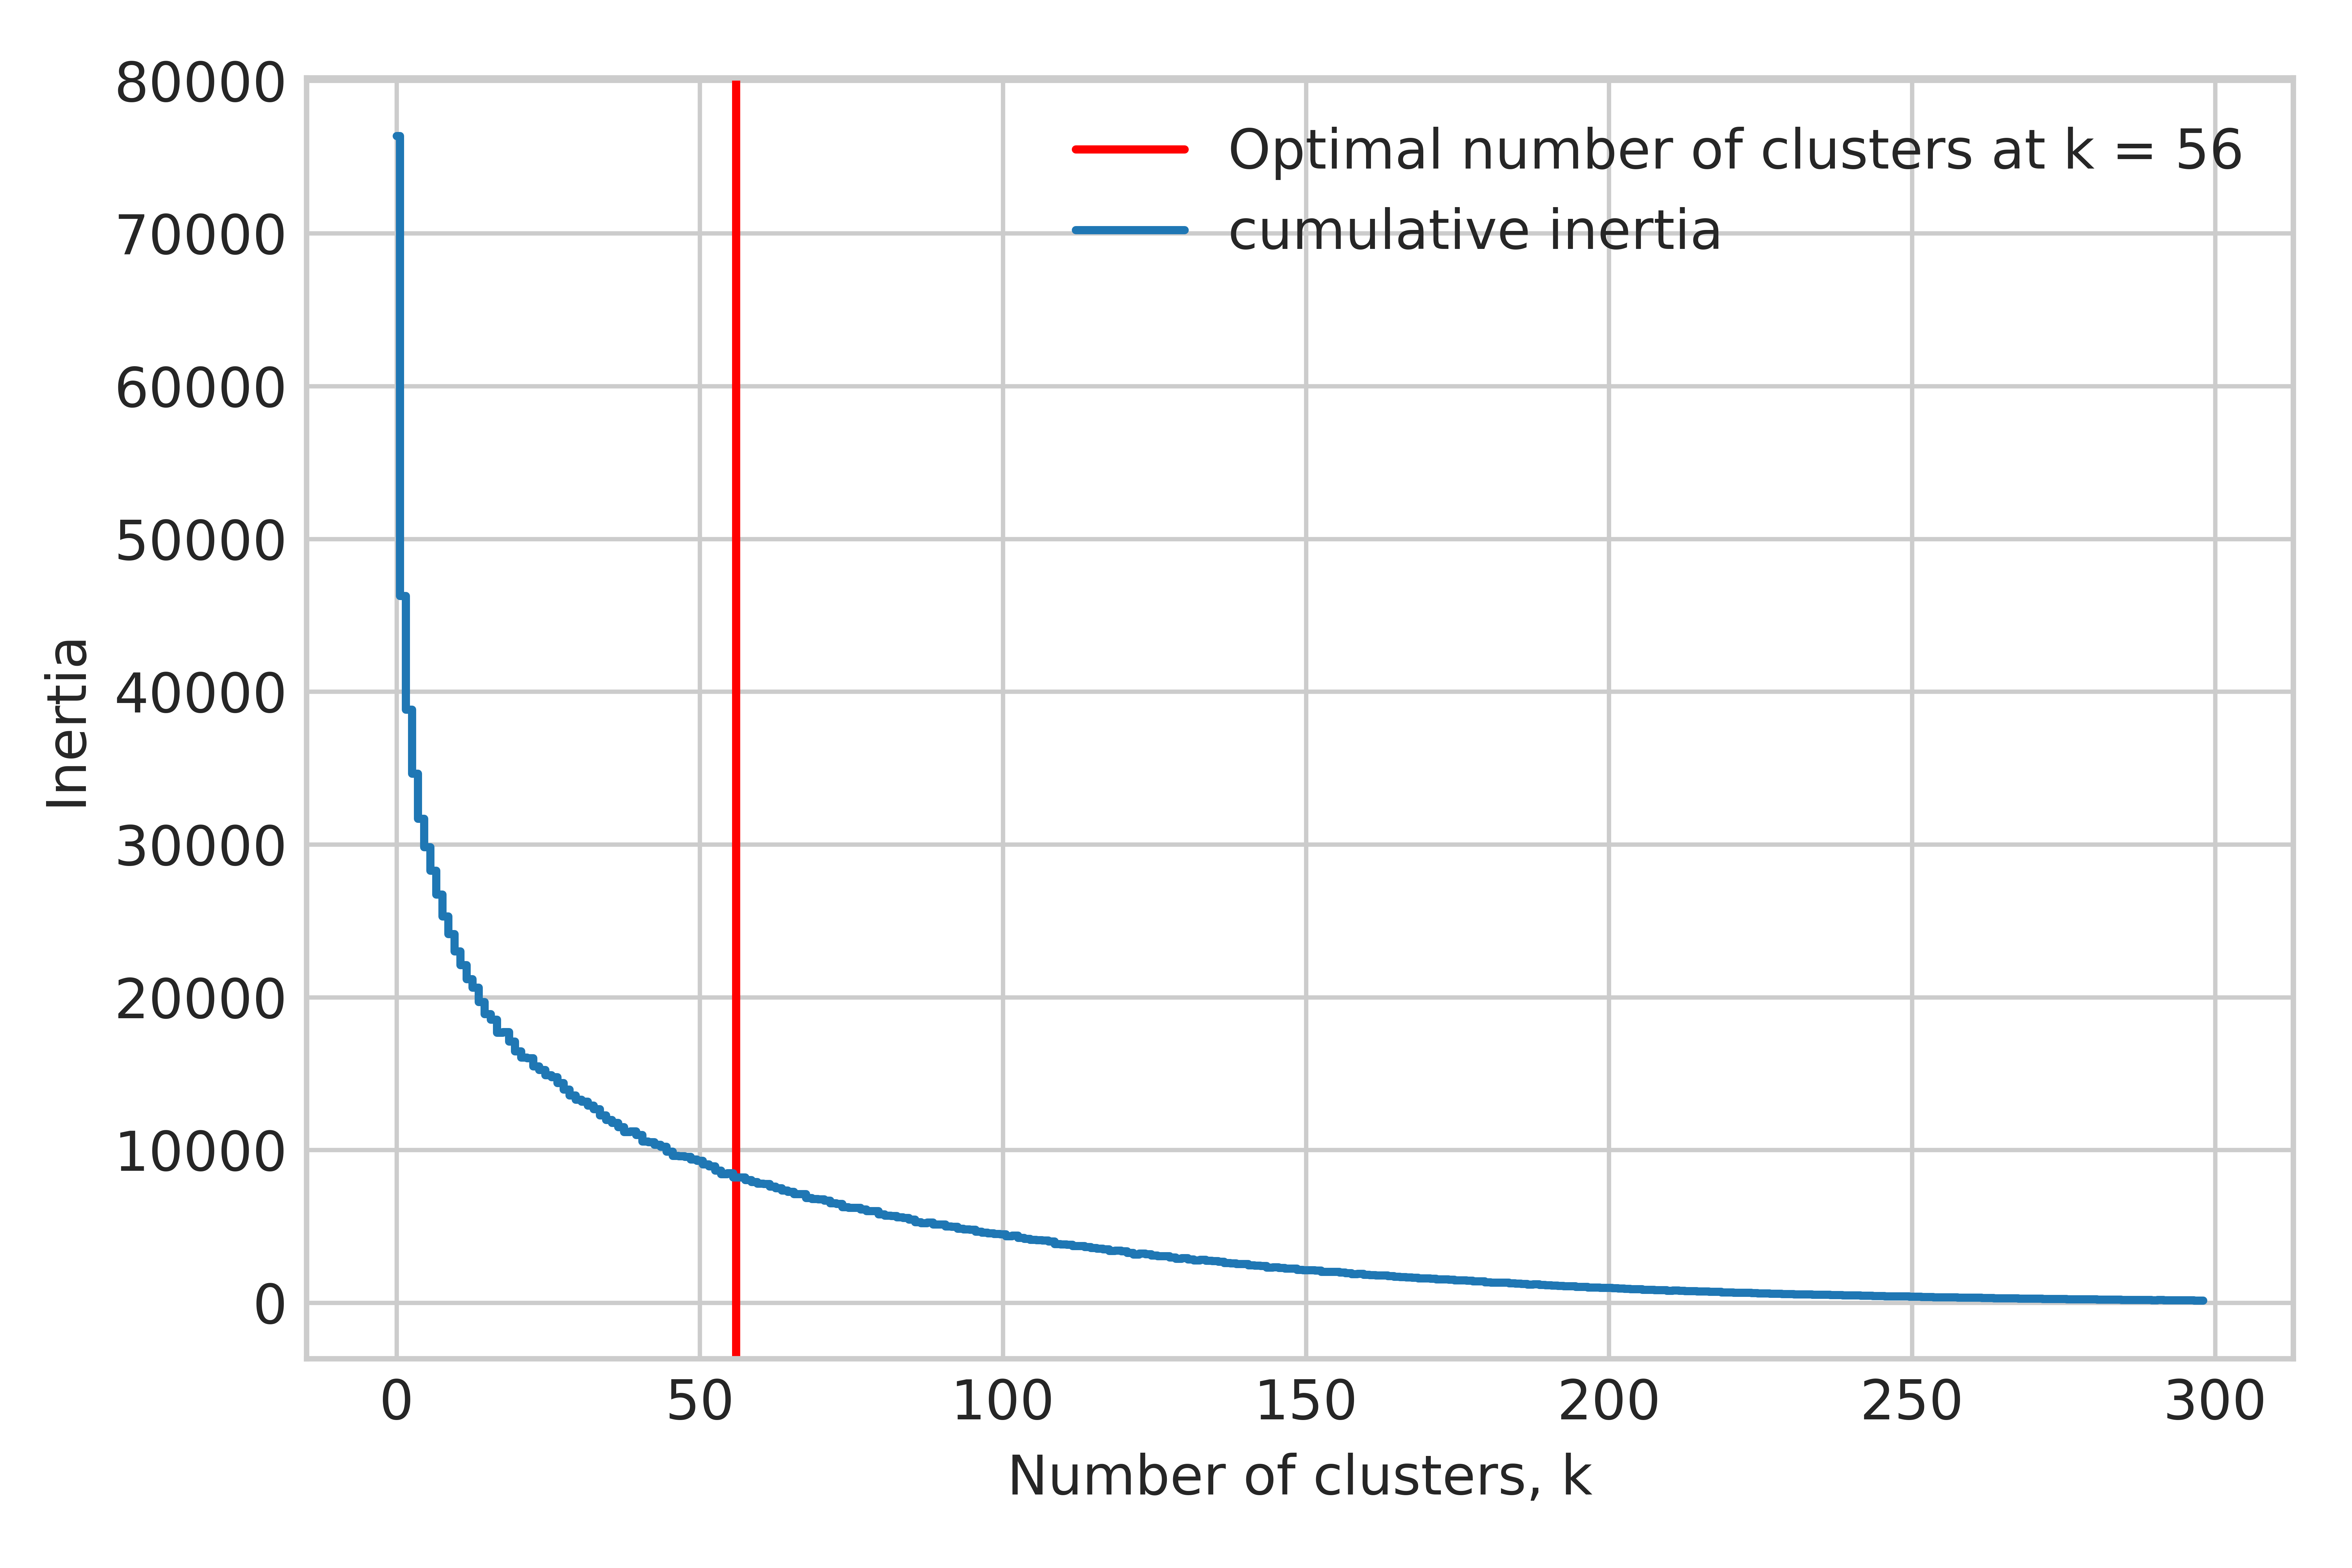 80000
70000
60000
50000
40000
30000
20000
10000
0
Inertia
Optimal number of clusters at k = 56
cumulative inertia
0 50 100 150 200 250 300
Number of clusters, k